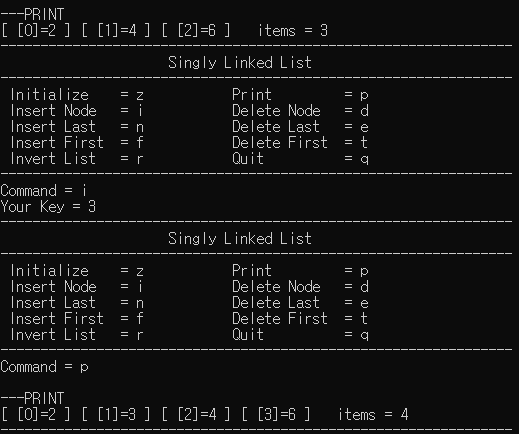 ---PRINT
[ [0]=2 ] [ [1]=4 ] [ [2]=6 ]   items = 3
----------------------------------------------------------------
                     Singly Linked List
----------------------------------------------------------------
 Initialize    = z           Print         = p
 Insert Node   = i           Delete Node   = d
 Insert Last   = n           Delete Last   = e
 Insert First  = f           Delete First  = t
 Invert List   = r           Quit          = q
----------------------------------------------------------------
Command = i
Your Key = 3
----------------------------------------------------------------
                     Singly Linked List
----------------------------------------------------------------
 Initialize    = z           Print         = p
 Insert Node   = i           Delete Node   = d
 Insert Last   = n           Delete Last   = e
 Insert First  = f           Delete First  = t
 Invert List   = r           Quit          = q
----------------------------------------------------------------
Command = p

---PRINT
[ [0]=2 ] [ [1]=3 ] [ [2]=4 ] [ [3]=6 ]   items = 4
----------------------------------------------------------------